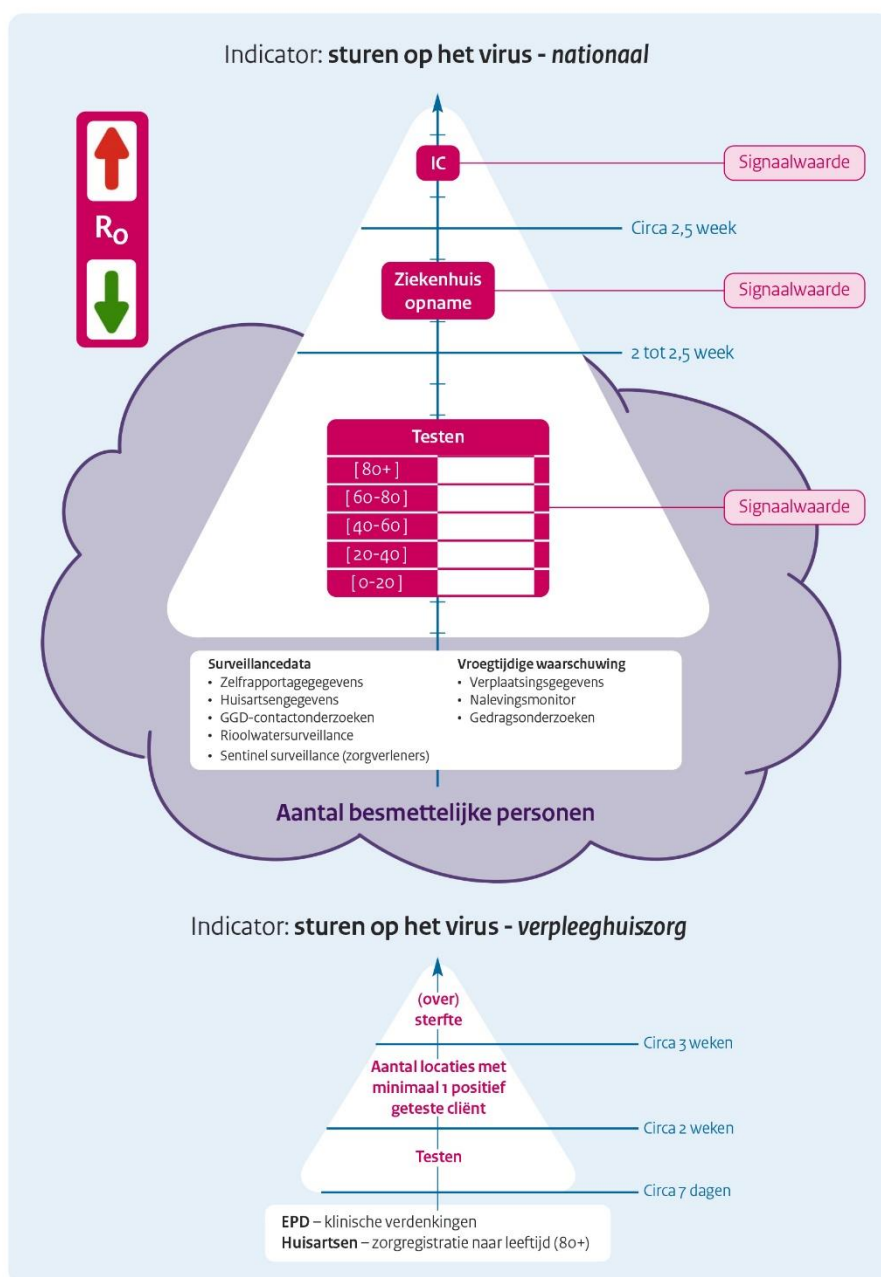 Indicator: sturen op het virus - nationaal
R0
IC
Signaalwaarde
Circa 2,5 week
Ziekenhuis
opname
Signaalwaarde
2 tot 2,5 week
Testen
[80+]
[60-80]
[40-60]
[20-40]
[0-20]
Signaalwaarde
Surveillancedata
• Zelfrapportagegegevens
• Huisartsengegevens
• GGD-contactonderzoeken
• Rioolwatersurveillance
• Sentinel surveillance (zorgverleners)
Vroegtijdige waarschuwing
• Verplaatsingsgegevens
• Nalevingsmonitor
• Gedragsonderzoeken
Aantal besmettelijke personen
Indicator: sturen op het virus - verpleeghuiszorg
(over)
sterfte
Circa 3 weken
Aantal locaties met
minimaal 1 positief
geteste cliënt
Circa 2 weken
Testen
Circa 7 dagen
EPD – klinische verdenkingen
Huisartsen – zorgregistratie naar leeftijd (80+)